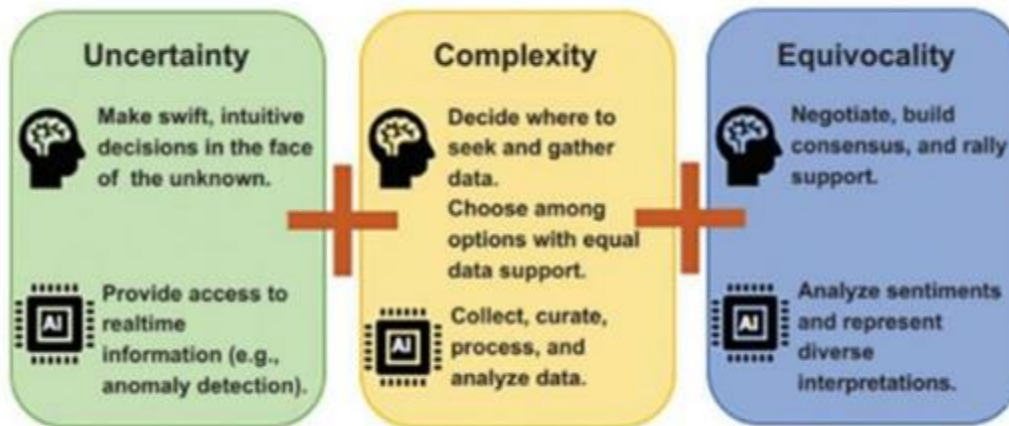 Uncertainty
Make swift, intuitive
decisions in the face
of the unknown.
AI
Provide access to
realtime
information (e.g.,
anomaly detection).
Complexity
Decide where to
seek and gather
data.
Choose among
options with equal
data support.
AI
Collect, curate,
process, and
analyze data.
Equivocality
Negotiate, build
consensus, and rally
support.
AI
Analyze sentiments
and represent
diverse
interpretations.